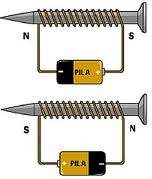 N S
- PILA +
S N
+ PILA -